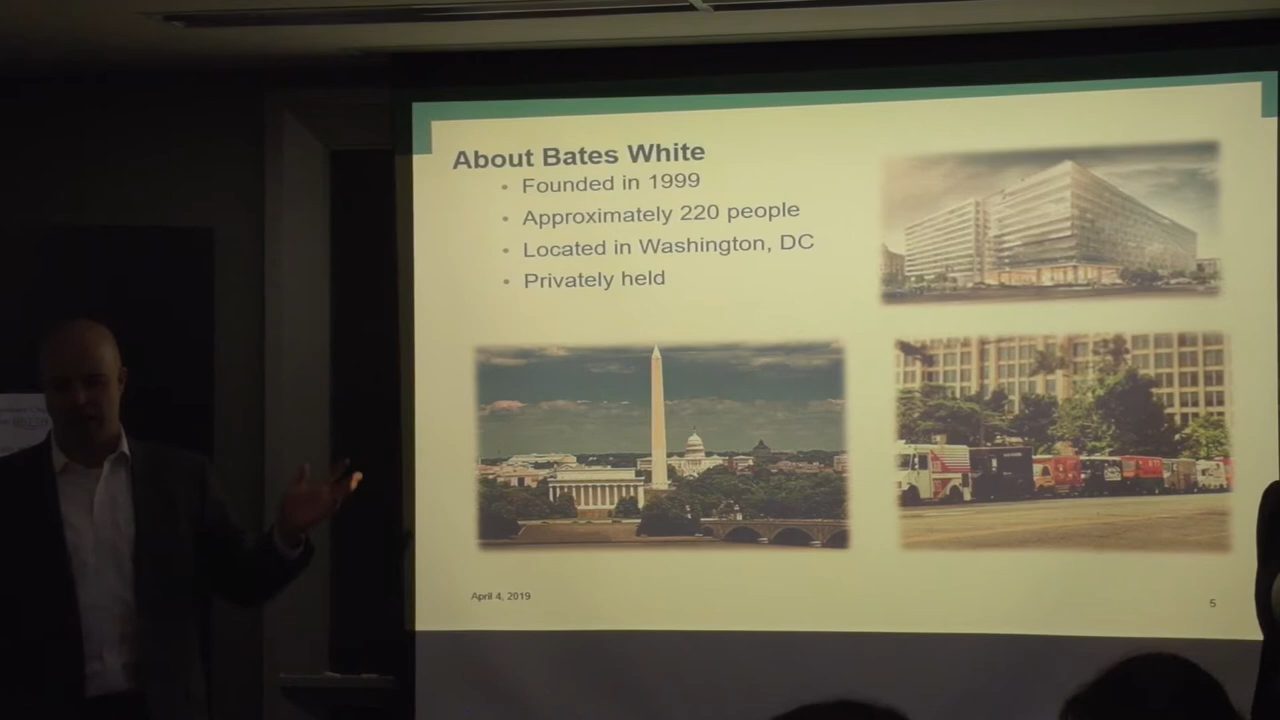 About Bates White
• Founded in 1999
• Approximately 220 people
• Located in Washington, DC
• Privately held
April 4, 2019
5